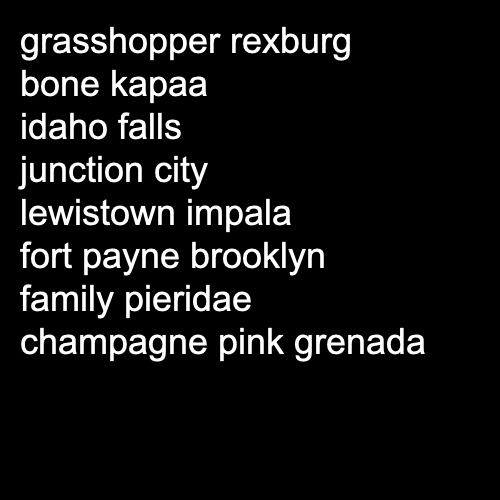 grasshopper rexburg
bone kapaa
idaho falls
junction city
lewistown impala
fort payne brooklyn
family pieridae
champagne pink grenada